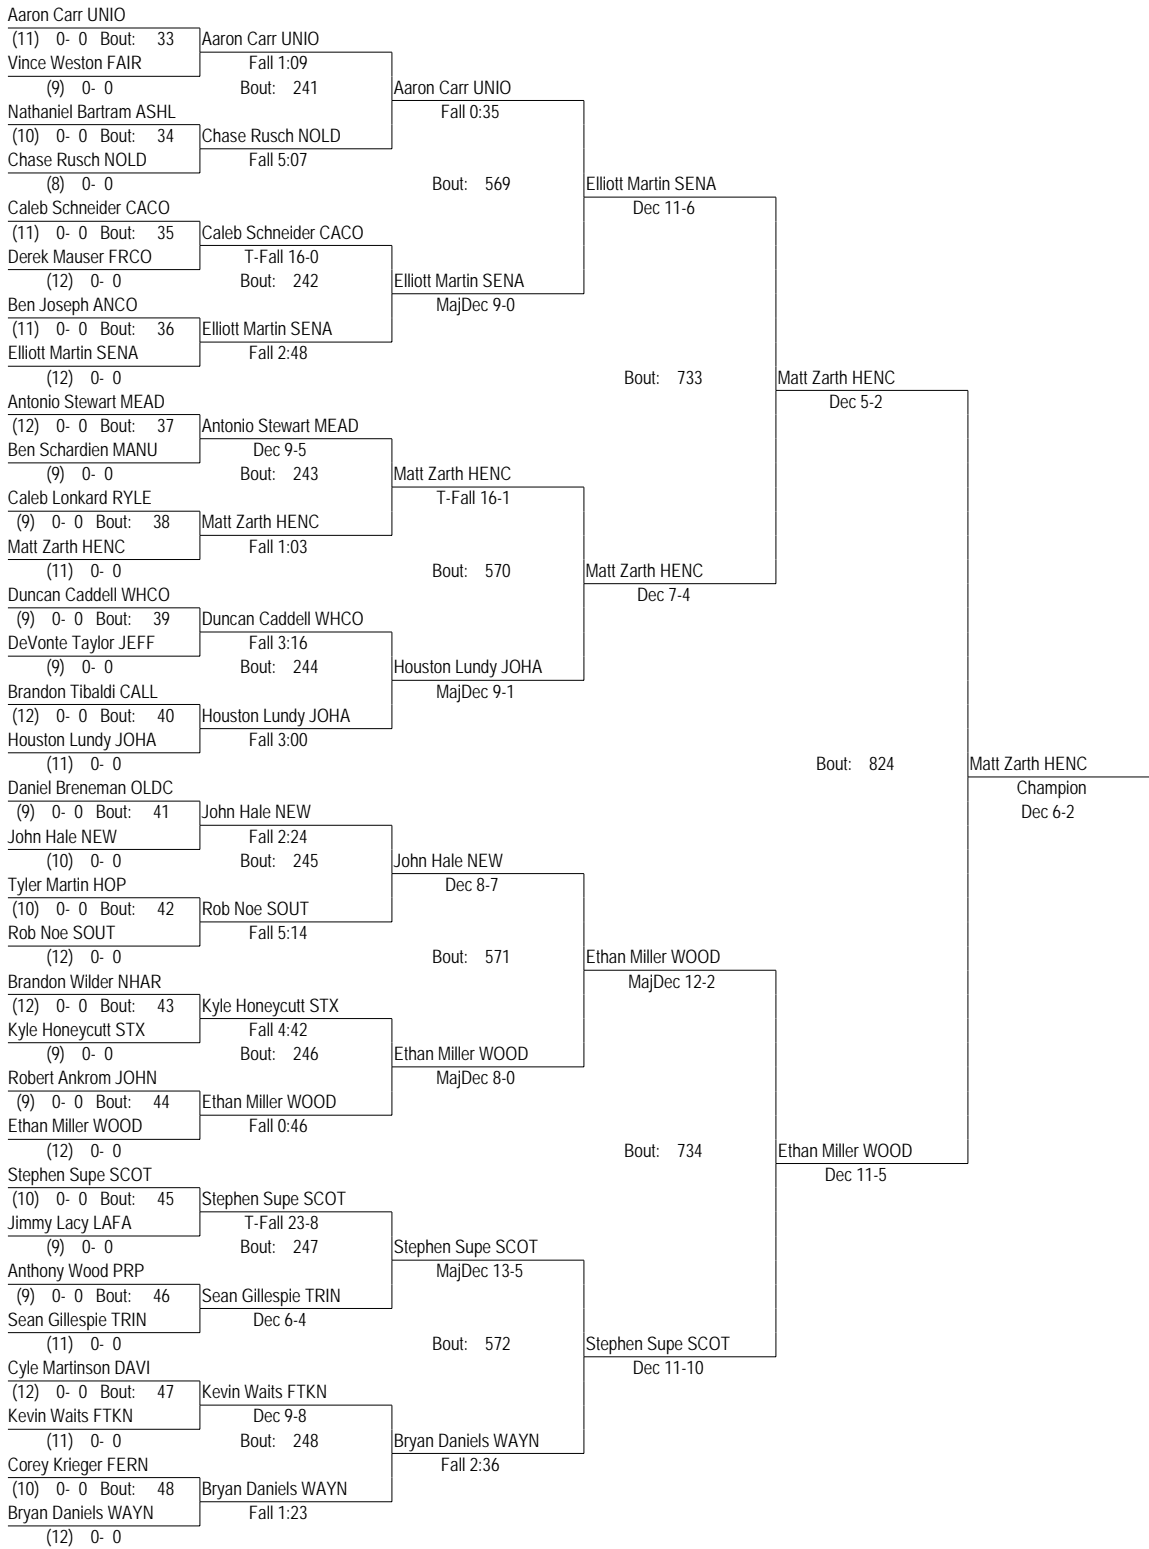 Aaron Carr UNIO
(11) 0- 0 Bout: 33 Aaron Carr UNIO
Vince Weston FAIR Fall 1:09
(9) 0- 0 Bout: 241 Aaron Carr UNIO
Nathaniel Bartram ASHL Fall 0:35
(10) 0- 0 Bout: 34 Chase Rusch NOLD
Chase Rusch NOLD Fall 5:07
(8) 0- 0 Bout: 569 Elliott Martin SENA
Caleb Schneider CACO Dec 11-6
(11) 0- 0 Bout: 35 Caleb Schneider CACO
Derek Mauser FRCO T-Fall 16-0
(12) 0- 0 Bout: 242 Elliott Martin SENA
Ben Joseph ANCO MajDec 9-0
(11) 0- 0 Bout: 36 Elliott Martin SENA
Elliott Martin SENA Fall 2:48
(12) 0- 0 Bout: 733 Matt Zarth HENC
Antonio Stewart MEAD Dec 5-2
(12) 0- 0 Bout: 37 Antonio Stewart MEAD
Ben Schardien MANU Dec 9-5
(9) 0- 0 Bout: 243 Matt Zarth HENC
Caleb Lonkard RYLE T-Fall 16-1
(9) 0- 0 Bout: 38 Matt Zarth HENC
Matt Zarth HENC Fall 1:03
(11) 0- 0 Bout: 570 Matt Zarth HENC
Duncan Caddell WHCO Dec 7-4
(9) 0- 0 Bout: 39 Duncan Caddell WHCO
DeVonte Taylor JEFF Fall 3:16
(9) 0- 0 Bout: 244 Houston Lundy JOHA
Brandon Tibaldi CALL MajDec 9-1
(12) 0- 0 Bout: 40 Houston Lundy JOHA
Houston Lundy JOHA Fall 3:00
(11) 0- 0 Bout: 824 Matt Zarth HENC
Daniel Breneman OLDC Champion
(9) 0- 0 Bout: 41 John Hale NEW Dec 6-2
John Hale NEW Fall 2:24
(10) 0- 0 Bout: 245 John Hale NEW
Tyler Martin HOP Dec 8-7
(10) 0- 0 Bout: 42 Rob Noe SOUT
Rob Noe SOUT Fall 5:14
(12) 0- 0 Bout: 571 Ethan Miller WOOD
Brandon Wilder NHAR MajDec 12-2
(12) 0- 0 Bout: 43 Kyle Honeycutt STX
Kyle Honeycutt STX Fall 4:42
(9) 0- 0 Bout: 246 Ethan Miller WOOD
Robert Ankrom JOHN MajDec 8-0
(9) 0- 0 Bout: 44 Ethan Miller WOOD
Ethan Miller WOOD Fall 0:46
(12) 0- 0 Bout: 734 Ethan Miller WOOD
Stephen Supe SCOT Dec 11-5
(10) 0- 0 Bout: 45 Stephen Supe SCOT
Jimmy Lacy LAFA T-Fall 23-8
(9) 0- 0 Bout: 247 Stephen Supe SCOT
Anthony Wood PRP MajDec 13-5
(9) 0- 0 Bout: 46 Sean Gillespie TRIN
Sean Gillespie TRIN Dec 6-4
(11) 0- 0 Bout: 572 Stephen Supe SCOT
Cyle Martinson DAVI Dec 11-10
(12) 0- 0 Bout: 47 Kevin Waits FTKN
Kevin Waits FTKN Dec 9-8
(11) 0- 0 Bout: 248 Bryan Daniels WAYN
Corey Krieger FERN Fall 2:36
(10) 0- 0 Bout: 48 Bryan Daniels WAYN
Bryan Daniels WAYN Fall 1:23
(12) 0- 0